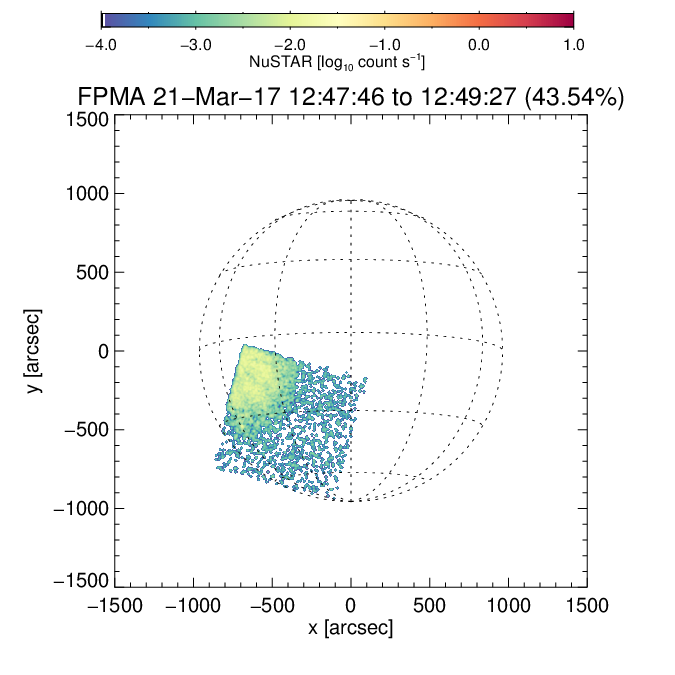 −4.0 −3.0 −2.0 −1.0 0.0 1.0
NuSTAR [log₁₀ count s⁻¹]
FPMA 21−Mar−17 12:47:46 to 12:49:27 (43.54%)
1500
1000
500
0
−500
−1000
−1500
y [arcsec]
−1500 −1000 −500 0 500 1000 1500
x [arcsec]